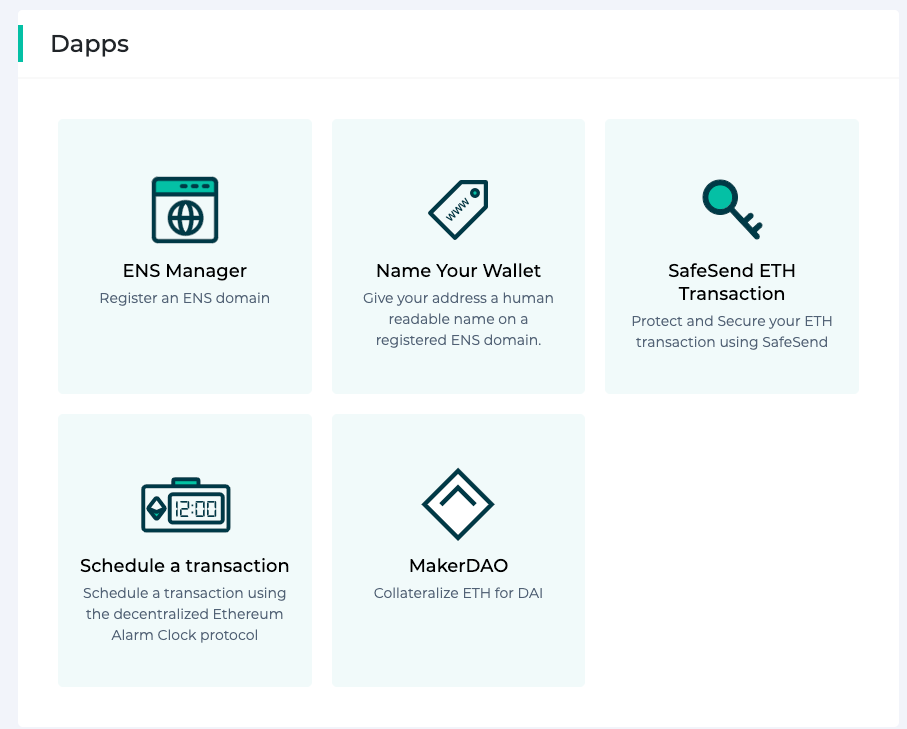 Dapps
ENS Manager
Register an ENS domain
www
Name Your Wallet
Give your address a human
readable name on a
registered ENS domain.
SafeSend ETH
Transaction
Protect and Secure your ETH
transaction using SafeSend
12:00
Schedule a transaction
Schedule a transaction using
the decentralized Ethereum
Alarm Clock protocol
MakerDAO
Collateralize ETH for DAI